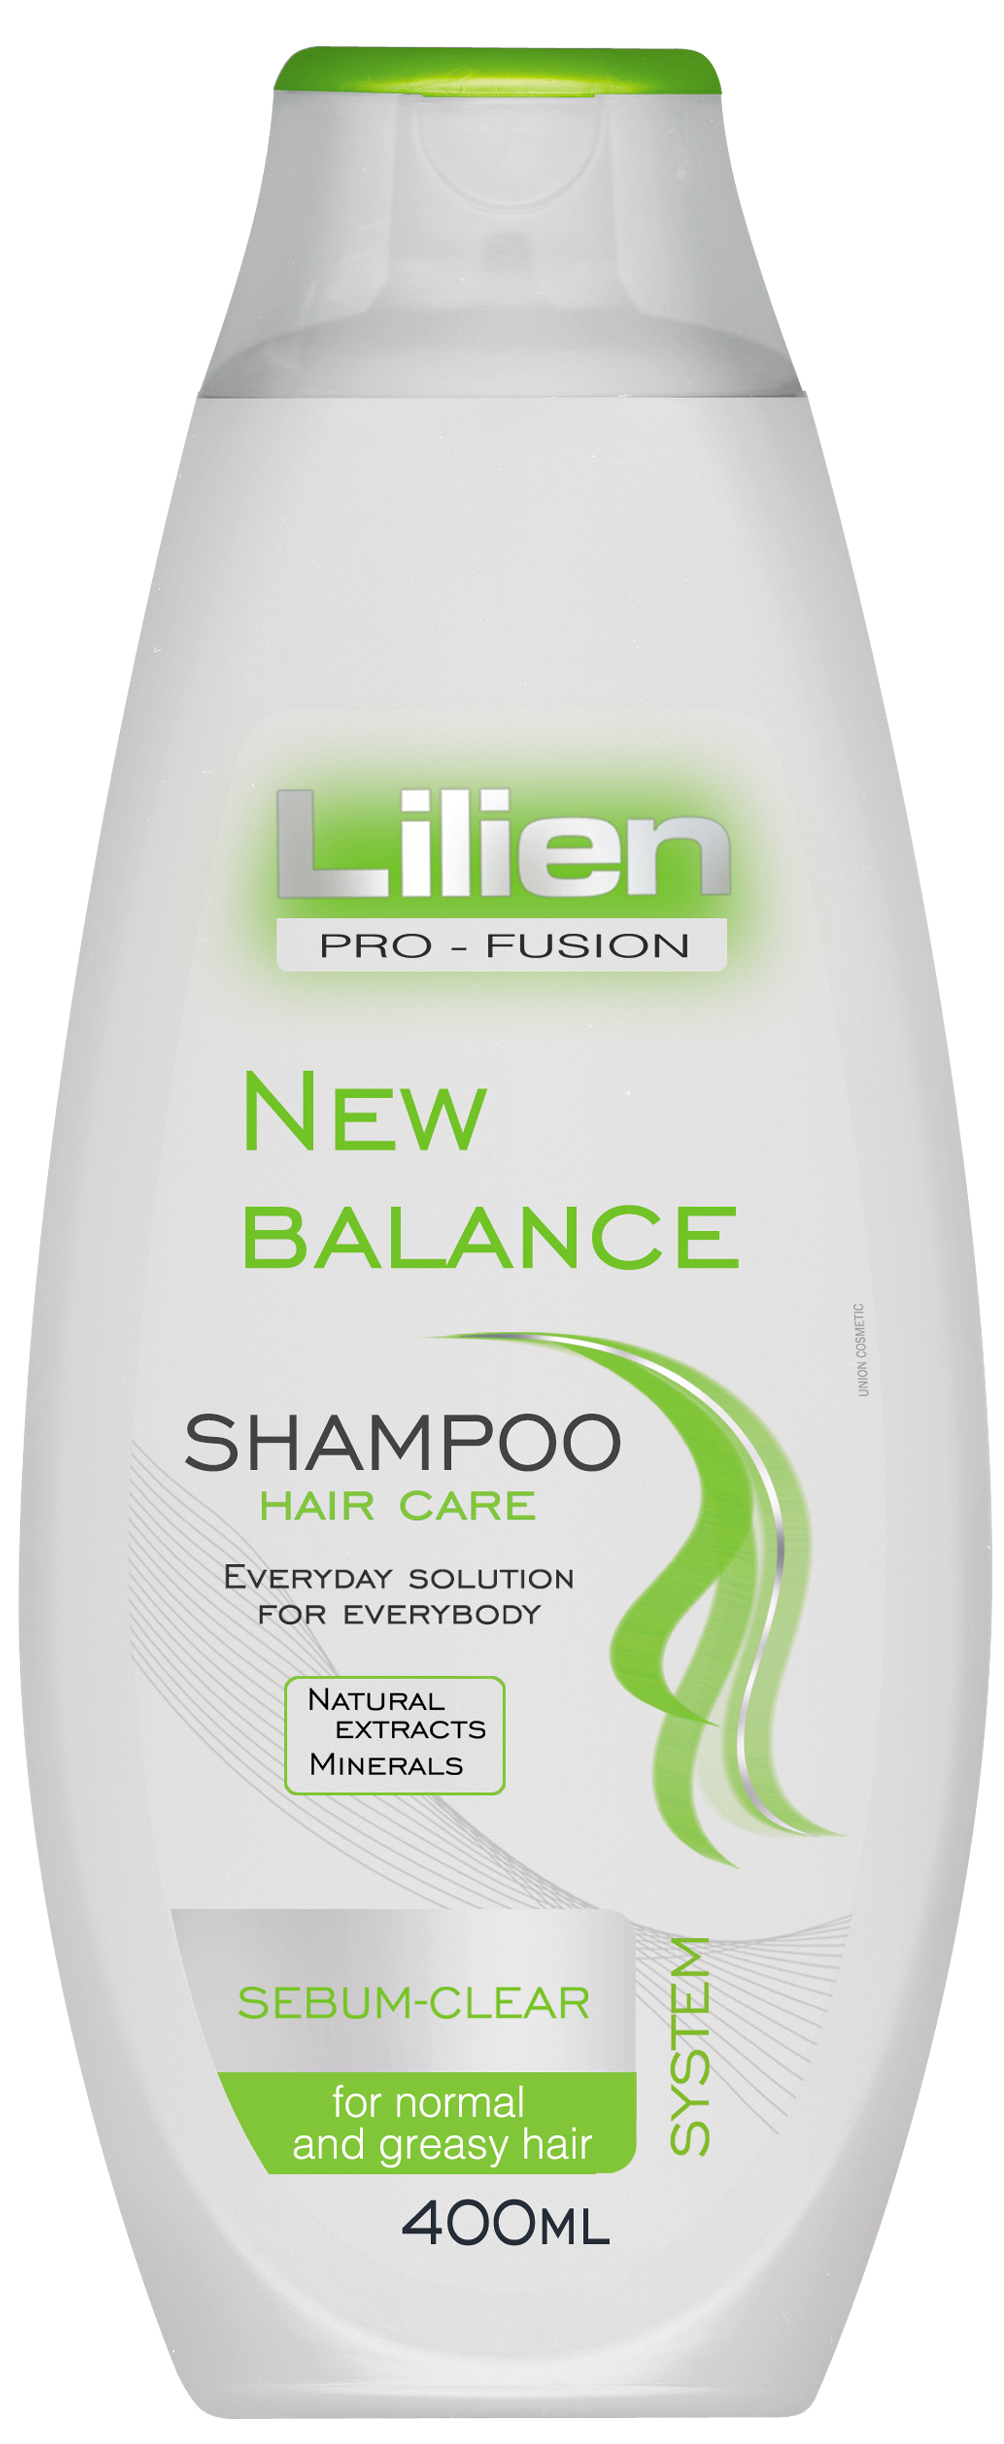 Lilien
PRO - FUSION
NEW
BALANCE
UNION COSMETIC
SHAMPOO
HAIR CARE
EVERYDAY SOLUTION
FOR EVERYBODY
NATURAL
EXTRACTS
MINERALS
SEBUM-CLEAR
SYSTEM
for normal
and greasy hair
400ML